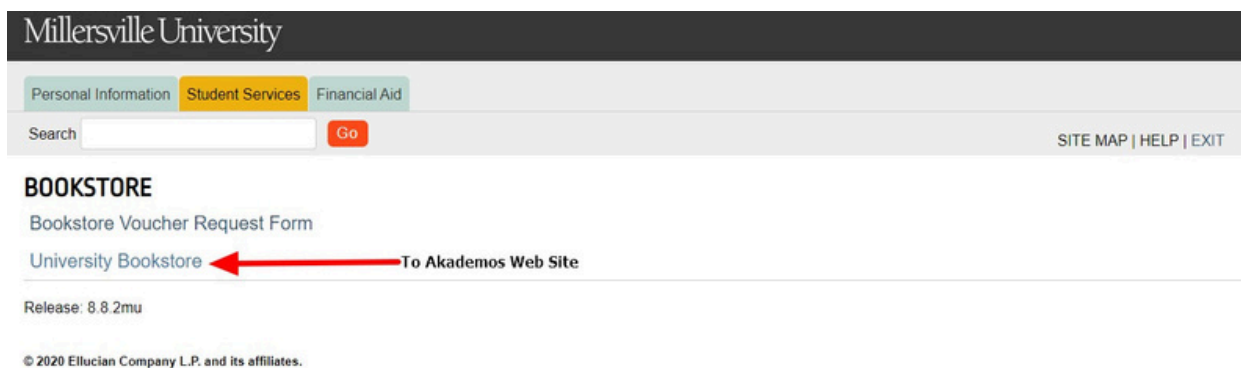 Millersville University
Personal Information Student Services Financial Aid
Search Go
SITE MAP | HELP | EXIT
BOOKSTORE
Bookstore Voucher Request Form
University Bookstore To Akademos Web Site
Release: 8.8.2mu
© 2020 Ellucian Company L.P. and its affiliates.